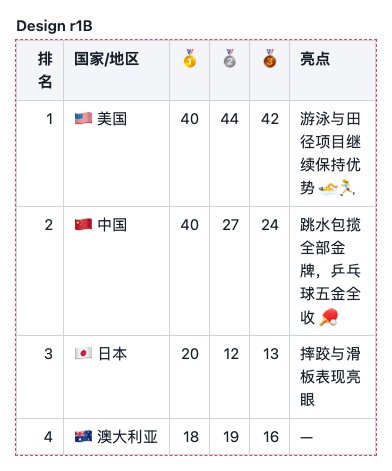 Design r1B
排名 国家/地区 🥇 🥈 🥉 亮点
1 🇺🇸 美国 40 44 42 游泳与田
径项目继
续保持优
势 🏊🏃
2 🇨🇳 中国 40 27 24 跳水包揽
全部金
牌，乒乓
球五金全
收 🏓
3 🇯🇵 日本 20 12 13 摔跤与滑
板表现亮
眼
4 🇦🇺 澳大利亚 18 19 16 —